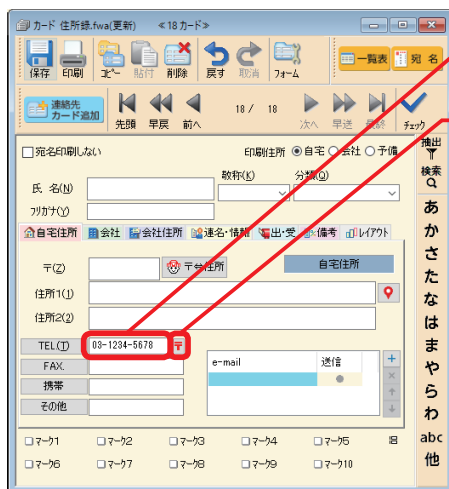 カード 住所録.fwa(更新) ≪18カード≫
保存 印刷 ｺﾋﾟｰ 貼付 削除 戻す 取消 ﾌｫｰﾑ 一覧表 宛 名
連絡先
カード追加
先頭 早戻 前へ 18 / 18 次へ 早送 最終 ﾁｪｯｸ
宛名印刷しない 印刷住所 自宅 会社 予備
敬称(K) 分類(Q)
氏 名(N)
ﾌﾘｶﾞﾅ(Y)
自宅住所 会社 会社住所 連名・情報 出・受 備考 ﾚｲｱｳﾄ
〒(Z) 〒⇔住所 自宅住所
住所1(1)
住所2(2)
TEL(T) 03-1234-5678 〒
FAX.
携帯
その他
e-mail 送信
ﾏｰｸ1 ﾏｰｸ2 ﾏｰｸ3 ﾏｰｸ4 ﾏｰｸ5
ﾏｰｸ6 ﾏｰｸ7 ﾏｰｸ8 ﾏｰｸ9 ﾏｰｸ10
抽出
検索
あ
か
さ
た
な
は
ま
や
ら
わ
abc
他